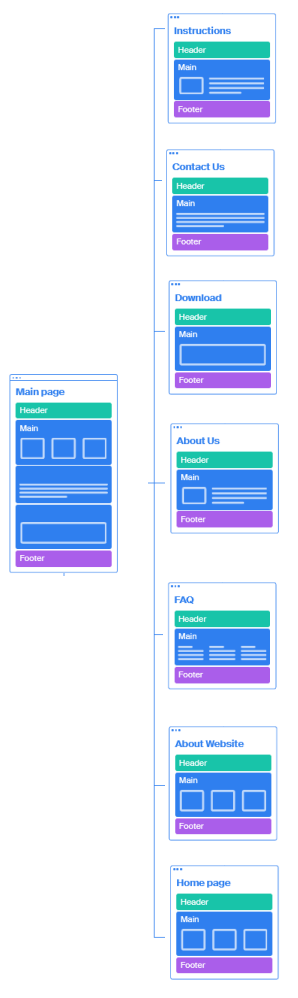 Instructions
Header
Main
Footer
Contact Us
Header
Main
Footer
Download
Header
Main
Footer
Main page
Header
Main
Footer
About Us
Header
Main
Footer
FAQ
Header
Main
Footer
About Website
Header
Main
Footer
Home page
Header
Main
Footer